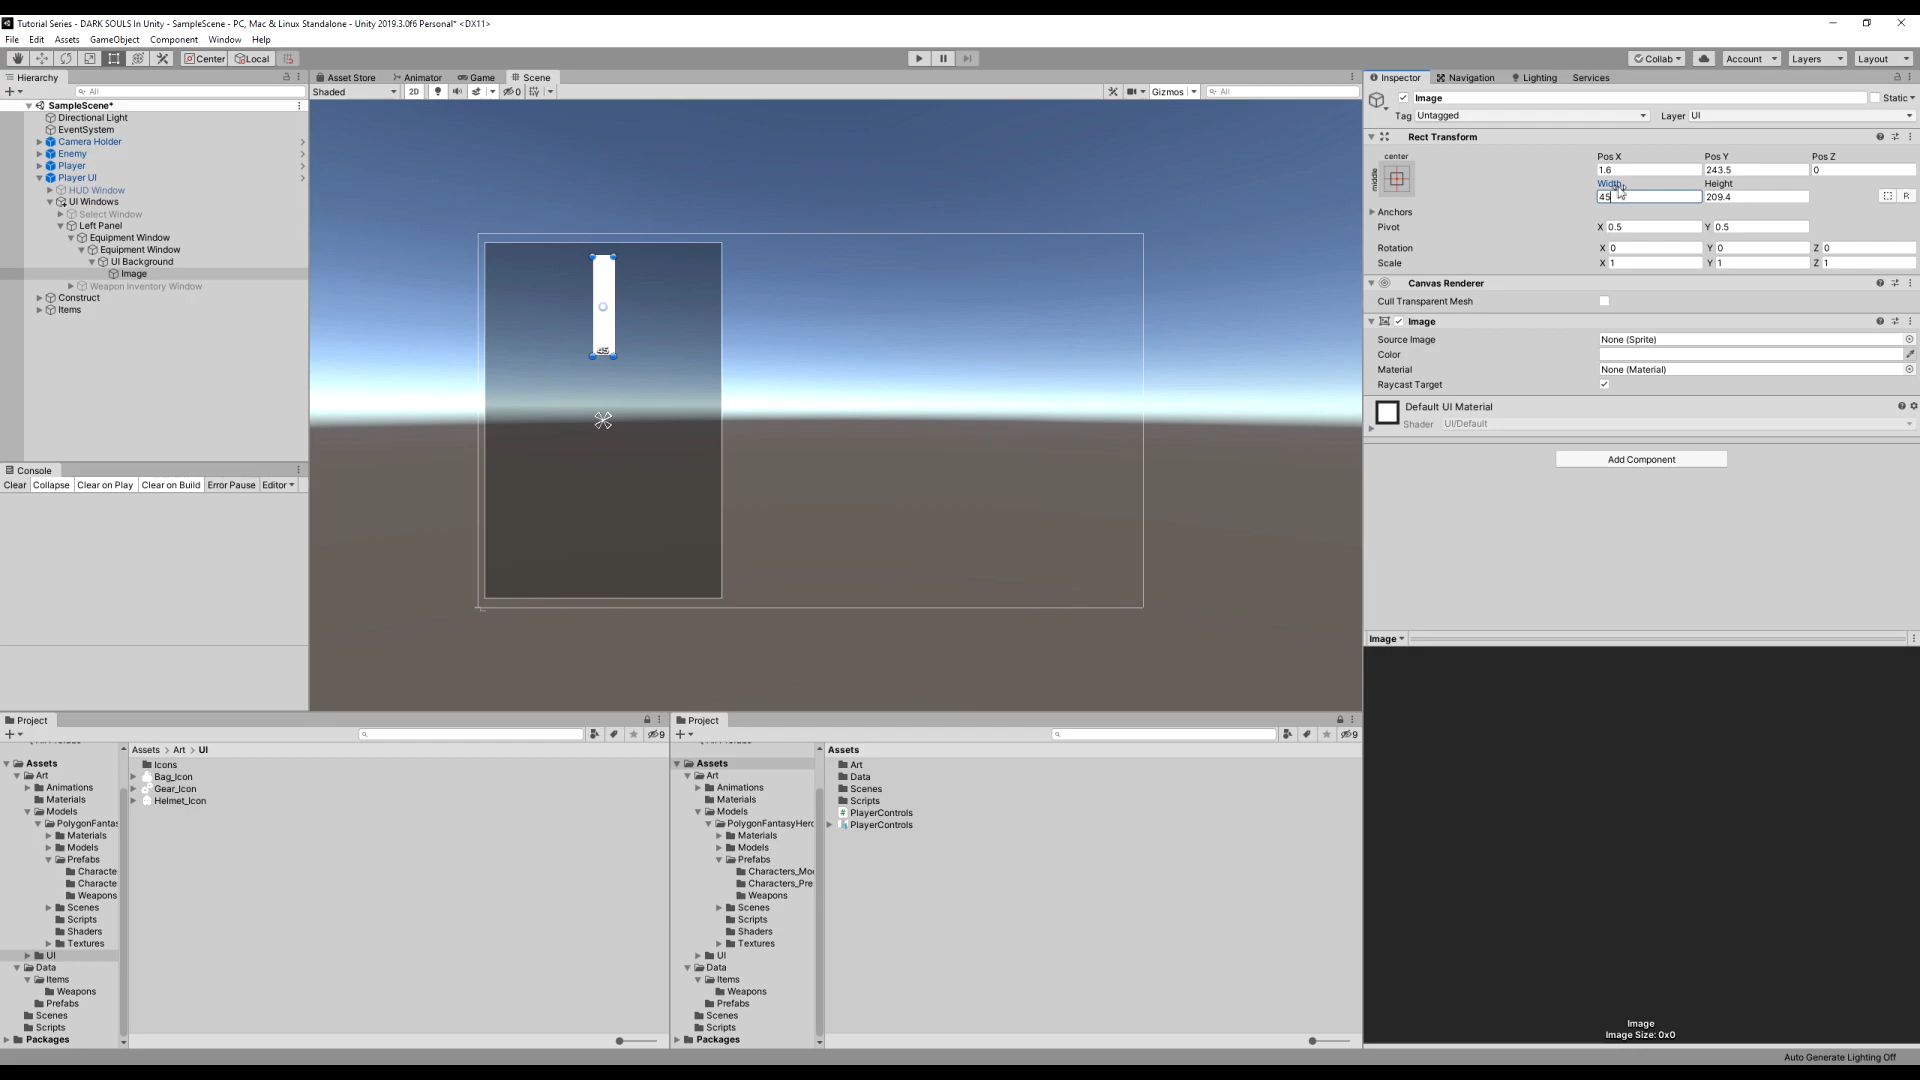 Tutorial Series - DARK SOULS In Unity - SampleScene - PC, Mac & Linux Standalone - Unity 2019.3.0f6 Personal* <DX11>
File Edit Assets GameObject Component Window Help
Center Local Collab Account Layers Layout
Hierarchy Asset Store Animator Game Scene Inspector Navigation Lighting Services
All Shaded 2D 0 Gizmos All
SampleScene*
Directional Light
EventSystem
Camera Holder
Enemy
Player
Player UI
HUD Window
UI Windows
Select Window
Left Panel
Equipment Window
Equipment Window
UI Background
Image
Weapon Inventory Window
Construct
Items
Console
Clear Collapse Clear on Play Clear on Build Error Pause Editor
45
Image Static
Tag Untagged Layer UI
Rect Transform
center
middle
Pos X Pos Y Pos Z
1.6 243.5 0
Width Height
45 209.4
R
Anchors
Pivot X 0.5 Y 0.5
Rotation X 0 Y 0 Z 0
Scale X 1 Y 1 Z 1
Canvas Renderer
Cull Transparent Mesh
Image
Source Image None (Sprite)
Color
Material None (Material)
Raycast Target
Default UI Material
Shader UI/Default
Add Component
Image
Image
Image Size: 0x0
Project
9
Assets
Art
Animations
Materials
Models
PolygonFantas
Materials
Models
Prefabs
Characte
Characte
Weapons
Scenes
Scripts
Shaders
Textures
UI
Data
Items
Weapons
Prefabs
Scenes
Scripts
Packages
Assets > Art > UI
Icons
Bag_Icon
Gear_Icon
Helmet_Icon
Project
9
Assets
Art
Animations
Materials
Models
PolygonFantasyHero
Materials
Models
Prefabs
Characters_Mo
Characters_Pre
Weapons
Scenes
Scripts
Shaders
Textures
UI
Data
Items
Weapons
Prefabs
Scenes
Scripts
Packages
Assets
Art
Data
Scenes
Scripts
PlayerControls
PlayerControls
Auto Generate Lighting Off